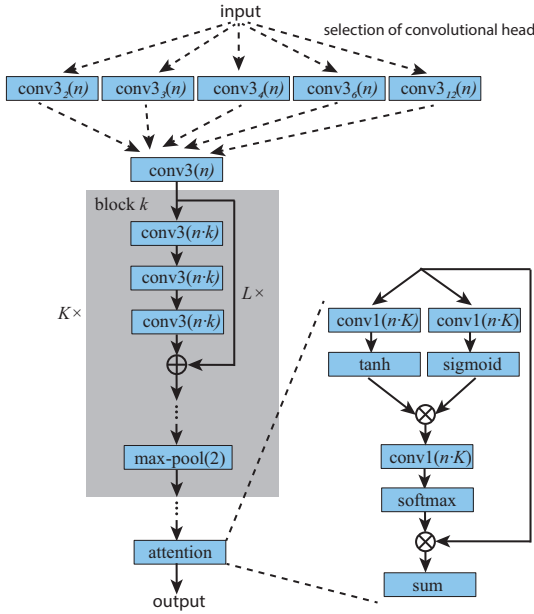 input
selection of convolutional head
conv3₂(n)
conv3₃(n)
conv3₄(n)
conv3₆(n)
conv3₁₂(n)
conv3(n)
block k
conv3(n·k)
conv3(n·k)
conv3(n·k)
K×
L×
max-pool(2)
attention
output
conv1(n·K)
conv1(n·K)
tanh
sigmoid
conv1(n·K)
softmax
sum